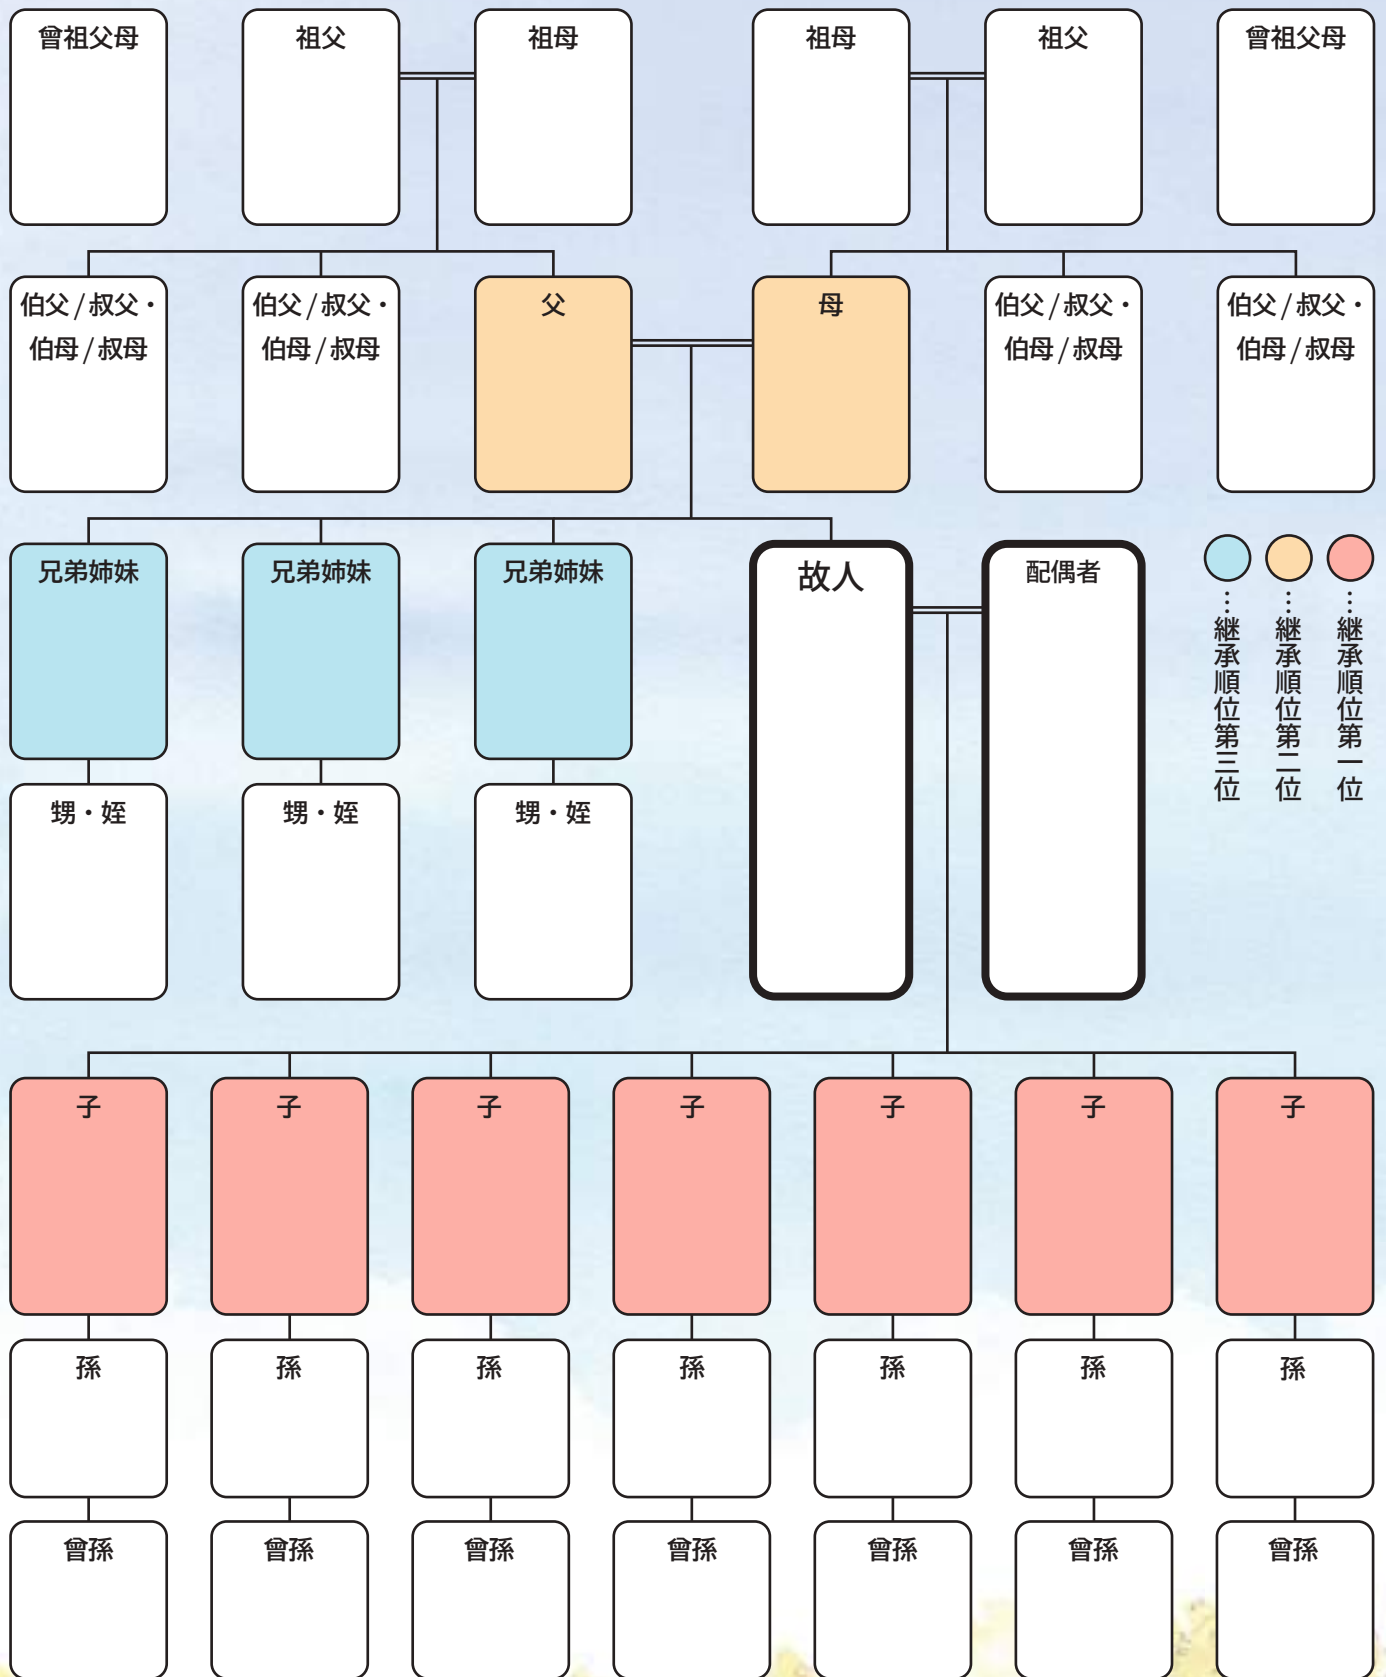 曾祖父母
祖父
祖母
祖母
祖父
曾祖父母
伯父/叔父・
伯母/叔母
伯父/叔父・
伯母/叔母
父
母
伯父/叔父・
伯母/叔母
伯父/叔父・
伯母/叔母
兄弟姉妹
兄弟姉妹
兄弟姉妹
故人
配偶者
…継承順位第一位
…継承順位第二位
…継承順位第三位
甥・姪
甥・姪
甥・姪
子
子
子
子
子
子
子
孫
孫
孫
孫
孫
孫
孫
曾孫
曾孫
曾孫
曾孫
曾孫
曾孫
曾孫